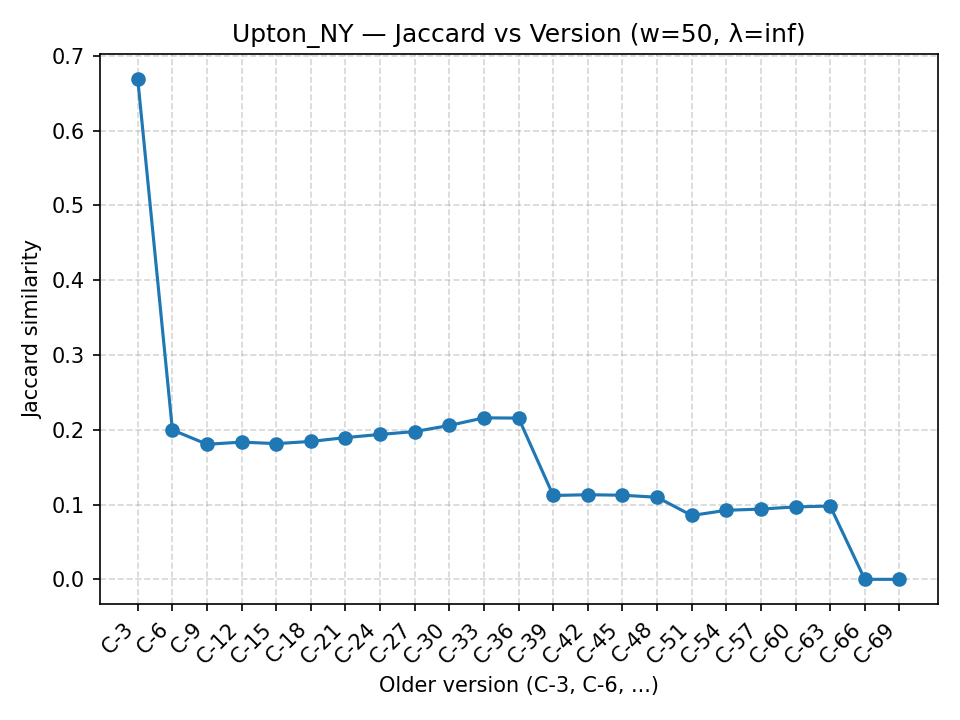 Upton_NY — Jaccard vs Version (w=50, λ=inf)
0.7
0.6
0.5
0.4
0.3
0.2
0.1
0.0
Jaccard similarity
C-3
C-6
C-9
C-12
C-15
C-18
C-21
C-24
C-27
C-30
C-33
C-36
C-39
C-42
C-45
C-48
C-51
C-54
C-57
C-60
C-63
C-66
C-69
Older version (C-3, C-6, ...)